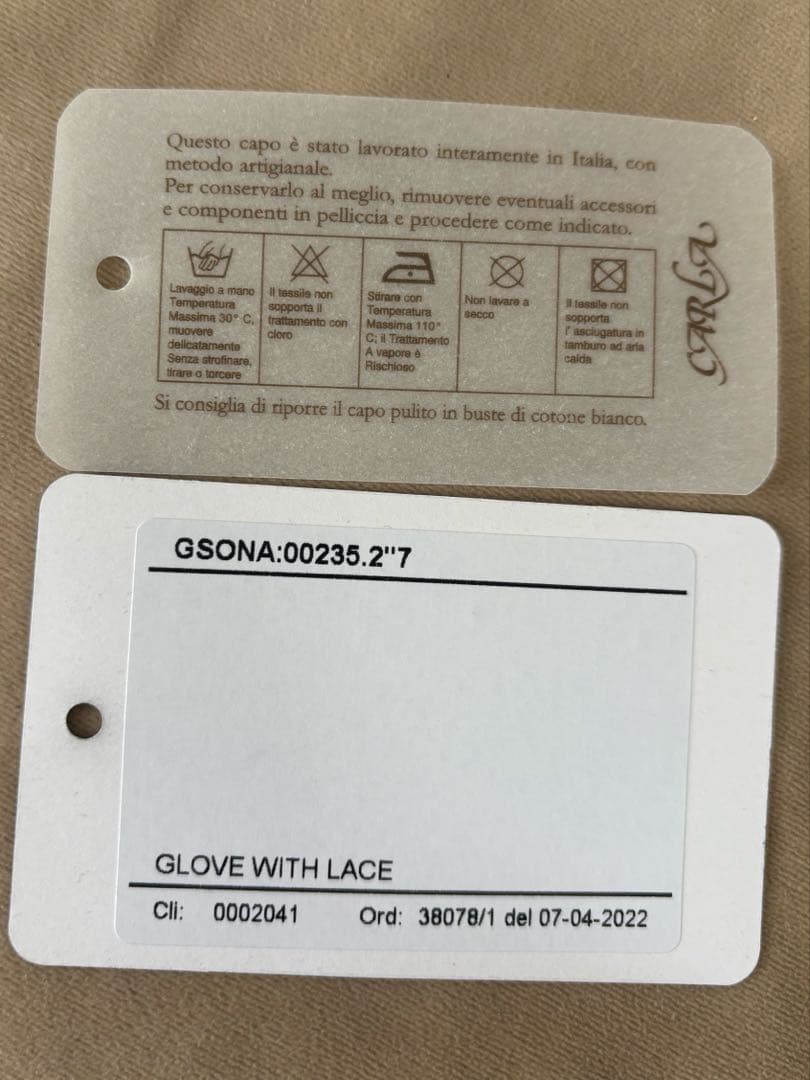 Questo capo è stato lavorato interamente in Italia, con
metodo artigianale.
Per conservarlo al meglio, rimuovere eventuali accessori
e componenti in pelliccia e procedere come indicato.
Lavaggio a mano
Temperatura
Massima 30° C,
muovere
delicatamente
Senza strofinare,
tirare o torcere
Il tessile non
sopporta il
trattamento con
cloro
Stirare con
Temperatura
Massima 110°
C; il Trattamento
A vapore è
Rischioso
Non lavare a
secco
Il tessile non
sopporta
l' asciugatura in
tamburo ad aria
calda
Si consiglia di riporre il capo pulito in buste di cotone bianco.
CARLA
GSONA:00235.2"7
GLOVE WITH LACE
Cli: 0002041 Ord: 38078/1 del 07-04-2022